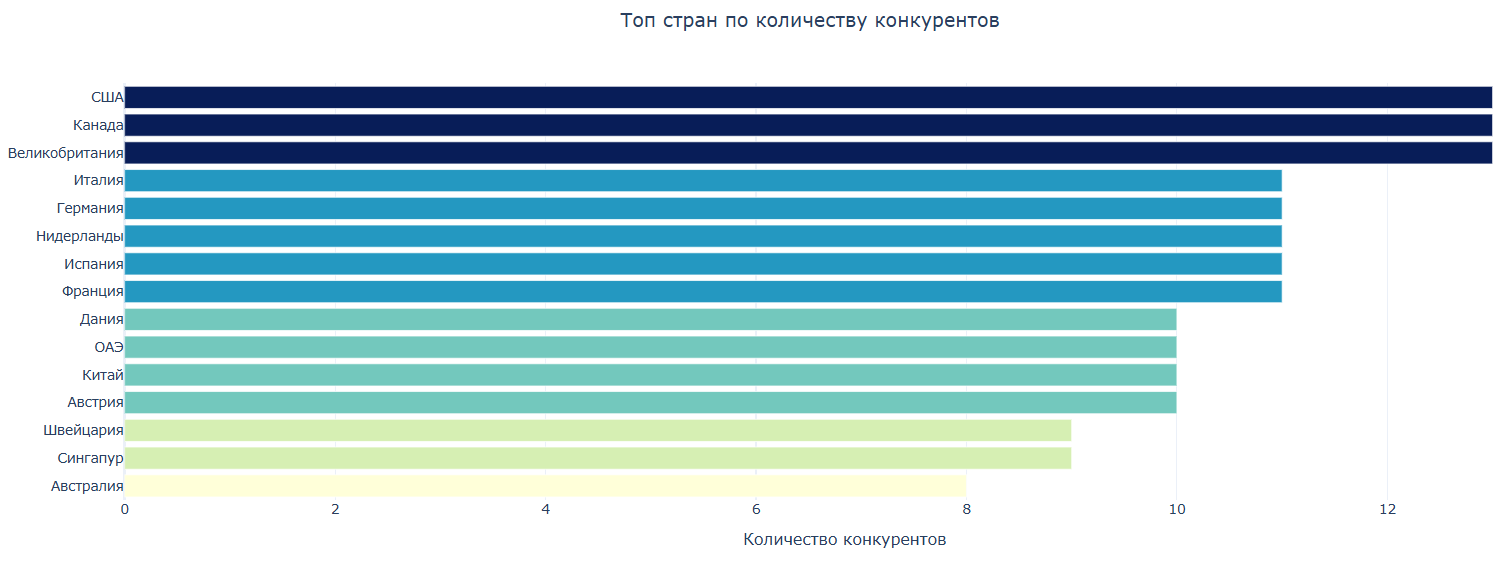 Топ стран по количеству конкурентов
США
Канада
Великобритания
Италия
Германия
Нидерланды
Испания
Франция
Дания
ОАЭ
Китай
Австрия
Швейцария
Сингапур
Австралия
0 2 4 6 8 10 12
Количество конкурентов